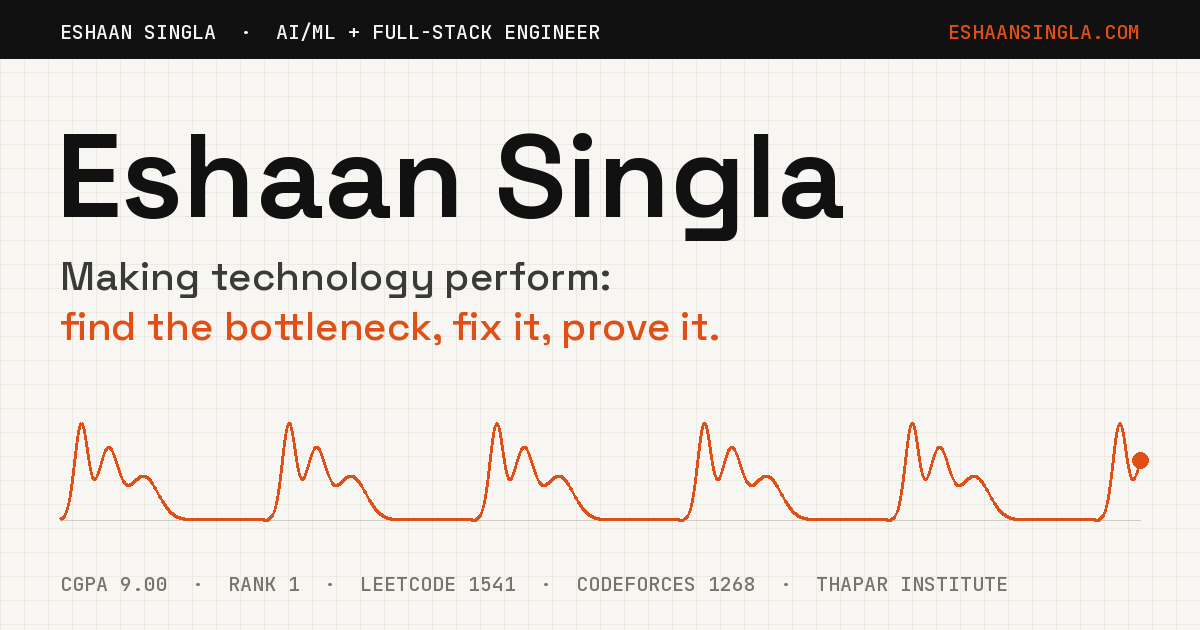 ESHAAN SINGLA · AI/ML + FULL-STACK ENGINEER ESHAANSINGLA.COM
Eshaan Singla
Making technology perform:
find the bottleneck, fix it, prove it.
CGPA 9.00 · RANK 1 · LEETCODE 1541 · CODEFORCES 1268 · THAPAR INSTITUTE